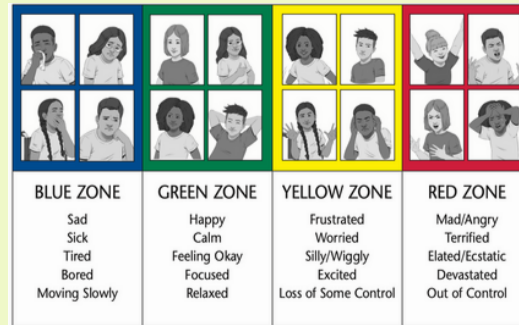 BLUE ZONE
Sad
Sick
Tired
Bored
Moving Slowly
GREEN ZONE
Happy
Calm
Feeling Okay
Focused
Relaxed
YELLOW ZONE
Frustrated
Worried
Silly/Wiggly
Excited
Loss of Some Control
RED ZONE
Mad/Angry
Terrified
Elated/Ecstatic
Devastated
Out of Control